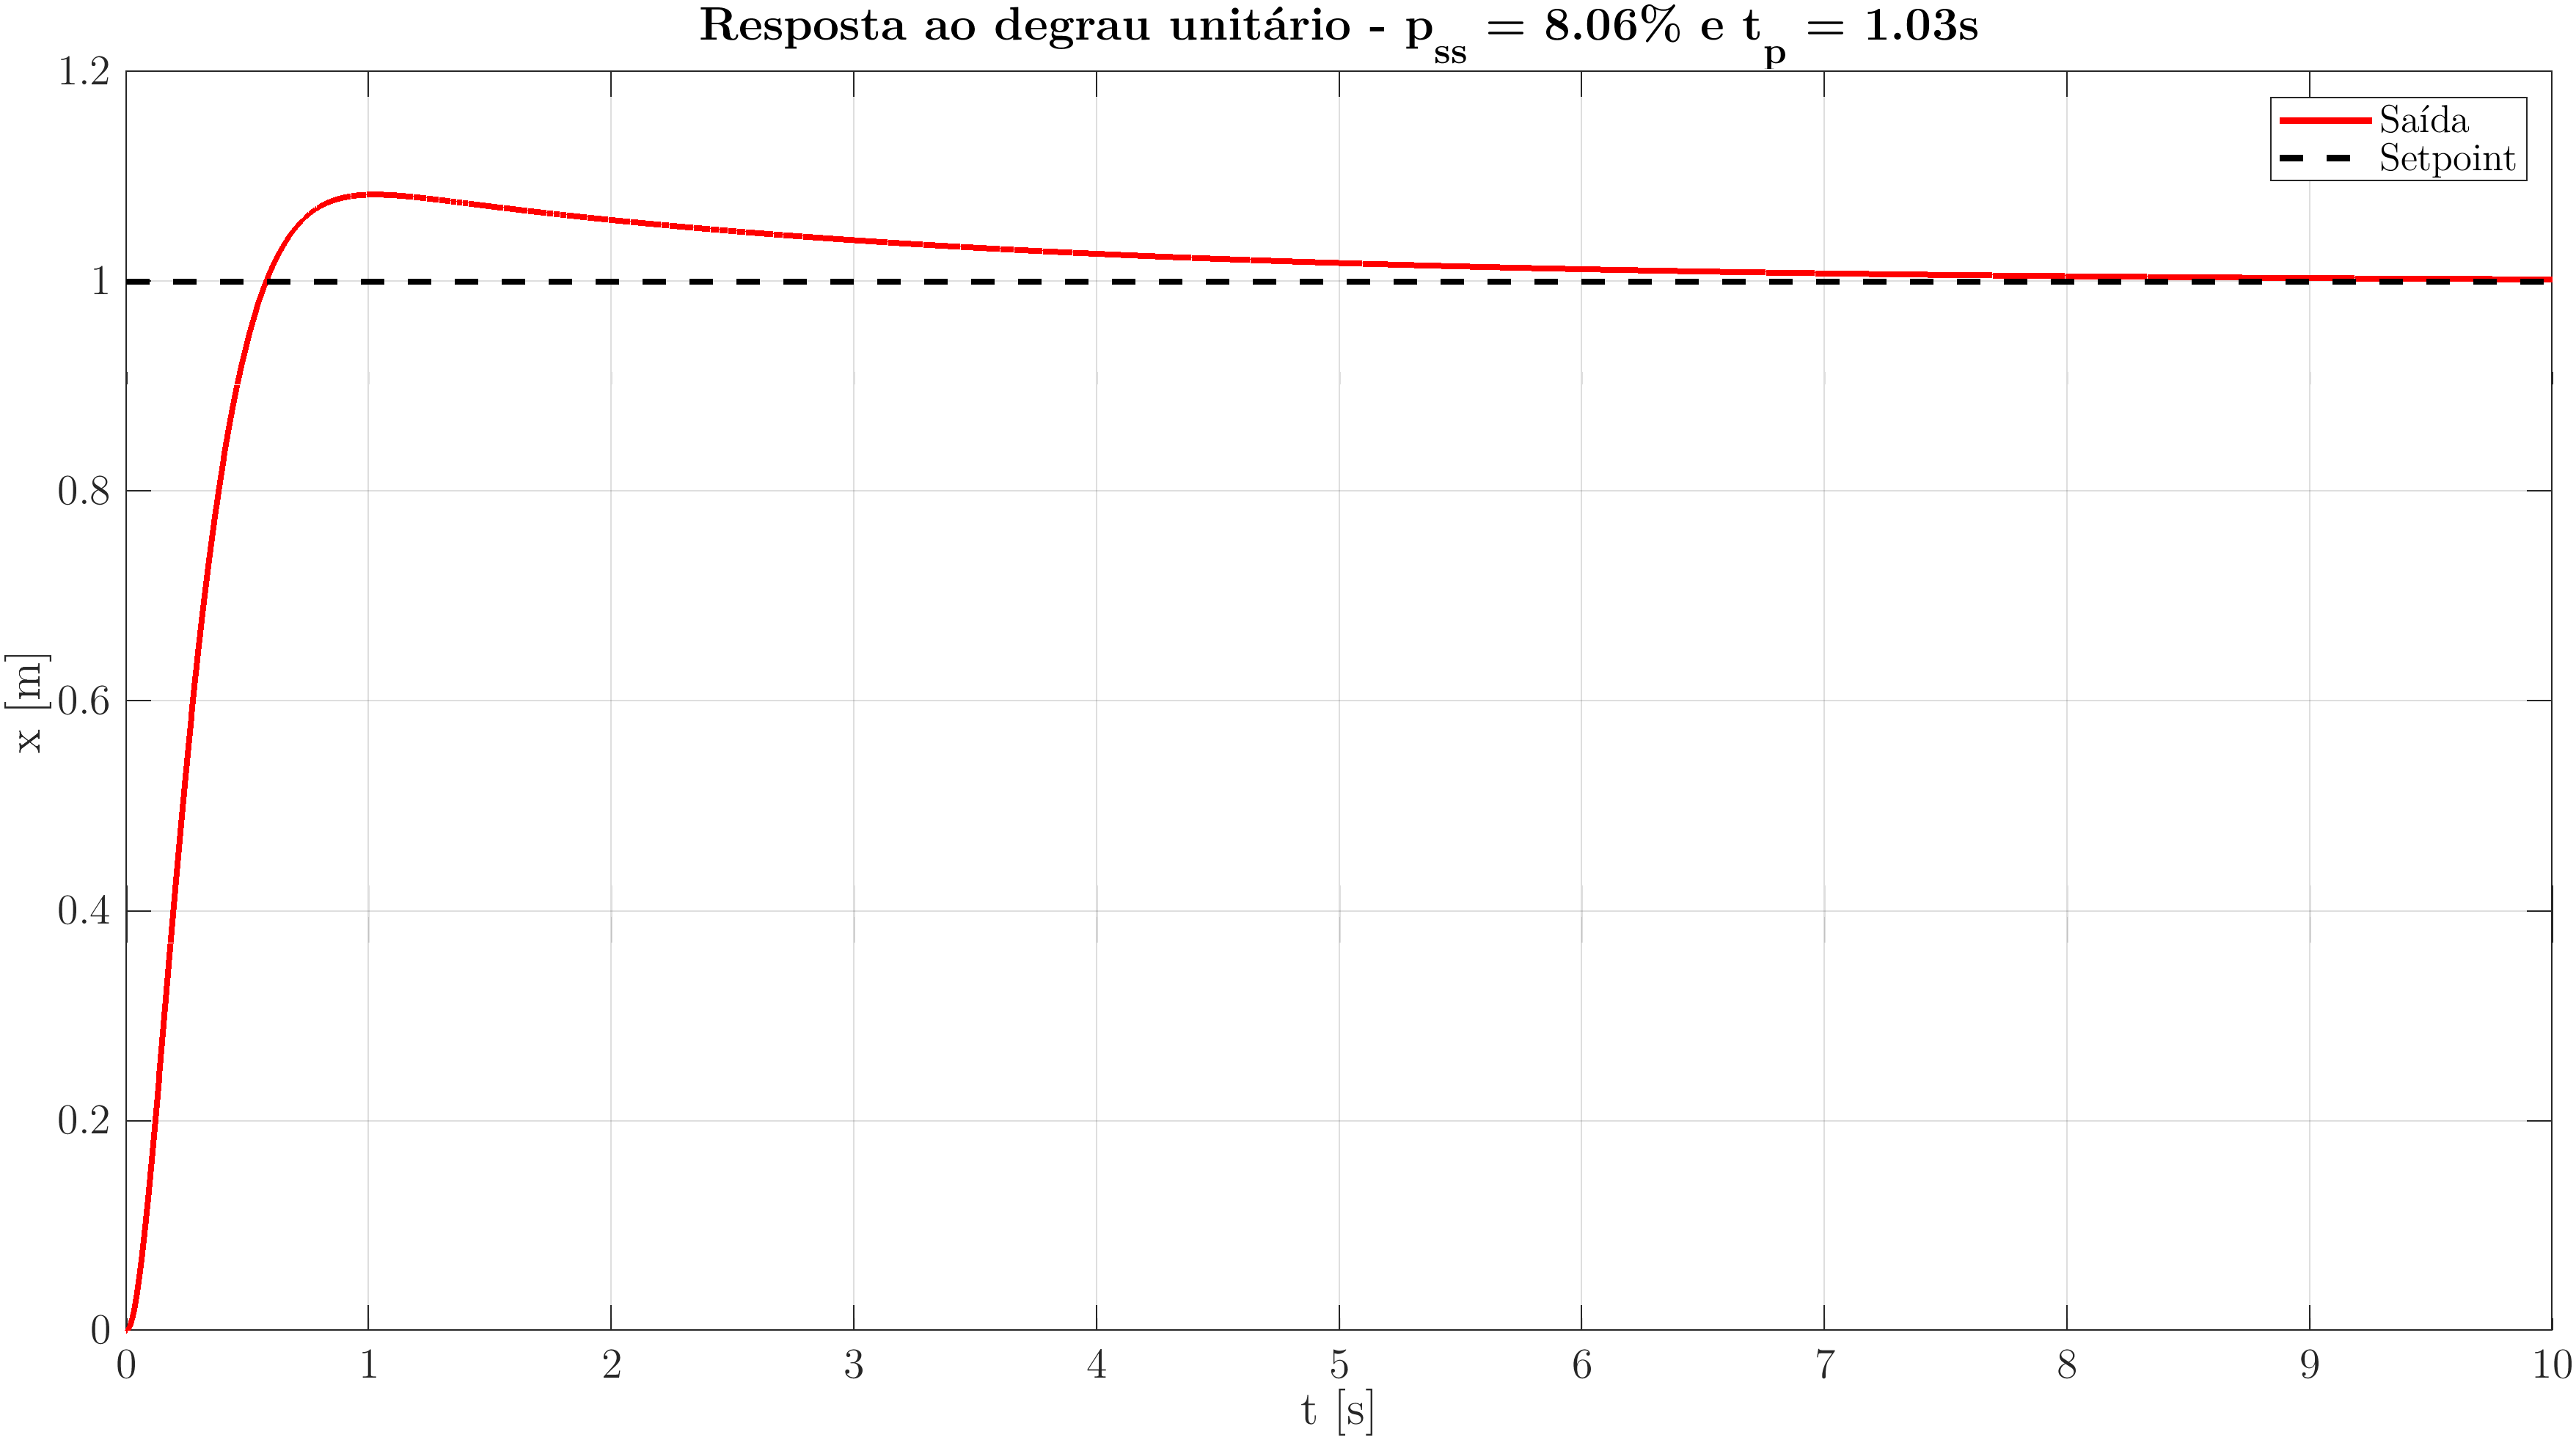 Resposta ao degrau unitário - p_ss = 8.06% e t_p = 1.03s
1.2
Saída
Setpoint
1
0.8
0.6
x [m]
0.4
0.2
0
0 1 2 3 4 5 6 7 8 9 10
t [s]